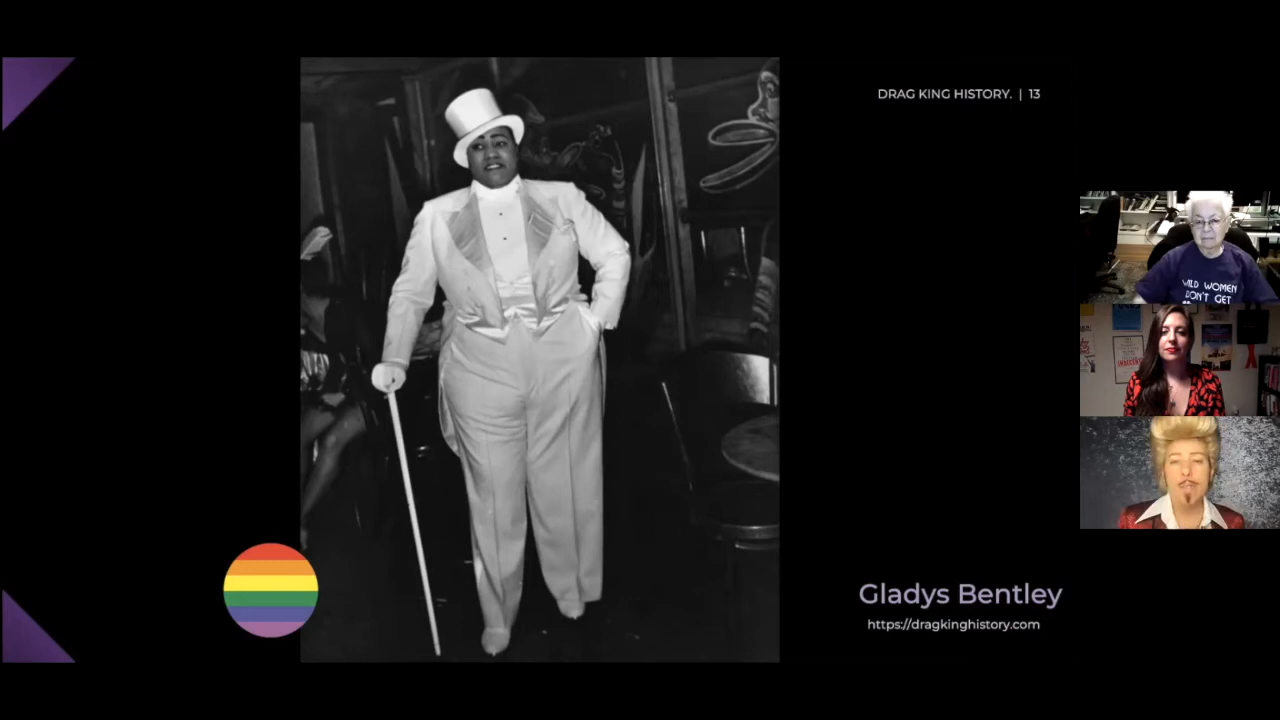 DRAG KING HISTORY. | 13
WILD WOMEN
DON'T GET
Gladys Bentley
https://dragkinghistory.com